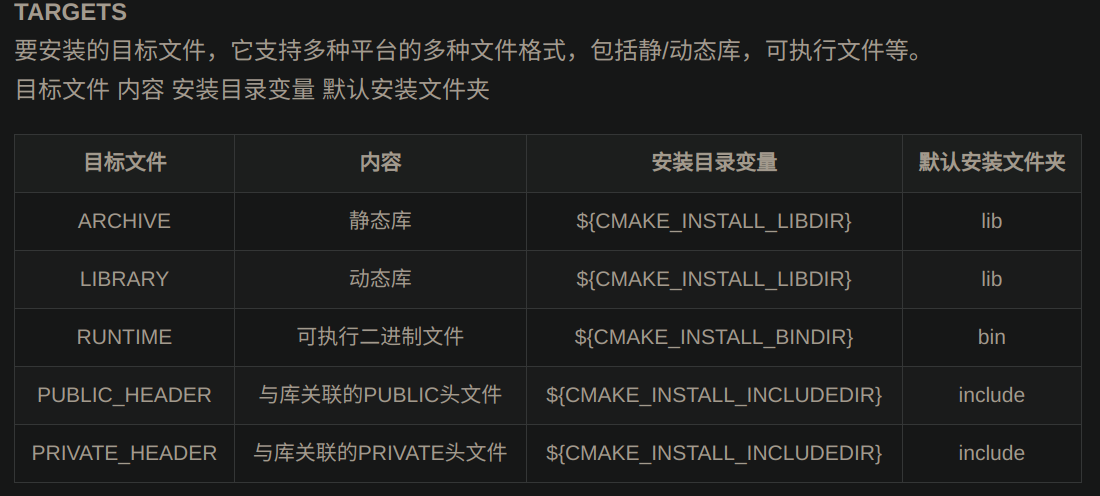 TARGETS
要安装的目标文件，它支持多种平台的多种文件格式，包括静/动态库，可执行文件等。
目标文件 内容 安装目录变量 默认安装文件夹
目标文件 内容 安装目录变量 默认安装文件夹
ARCHIVE 静态库 ${CMAKE_INSTALL_LIBDIR} lib
LIBRARY 动态库 ${CMAKE_INSTALL_LIBDIR} lib
RUNTIME 可执行二进制文件 ${CMAKE_INSTALL_BINDIR} bin
PUBLIC_HEADER 与库关联的PUBLIC头文件 ${CMAKE_INSTALL_INCLUDEDIR} include
PRIVATE_HEADER 与库关联的PRIVATE头文件 ${CMAKE_INSTALL_INCLUDEDIR} include